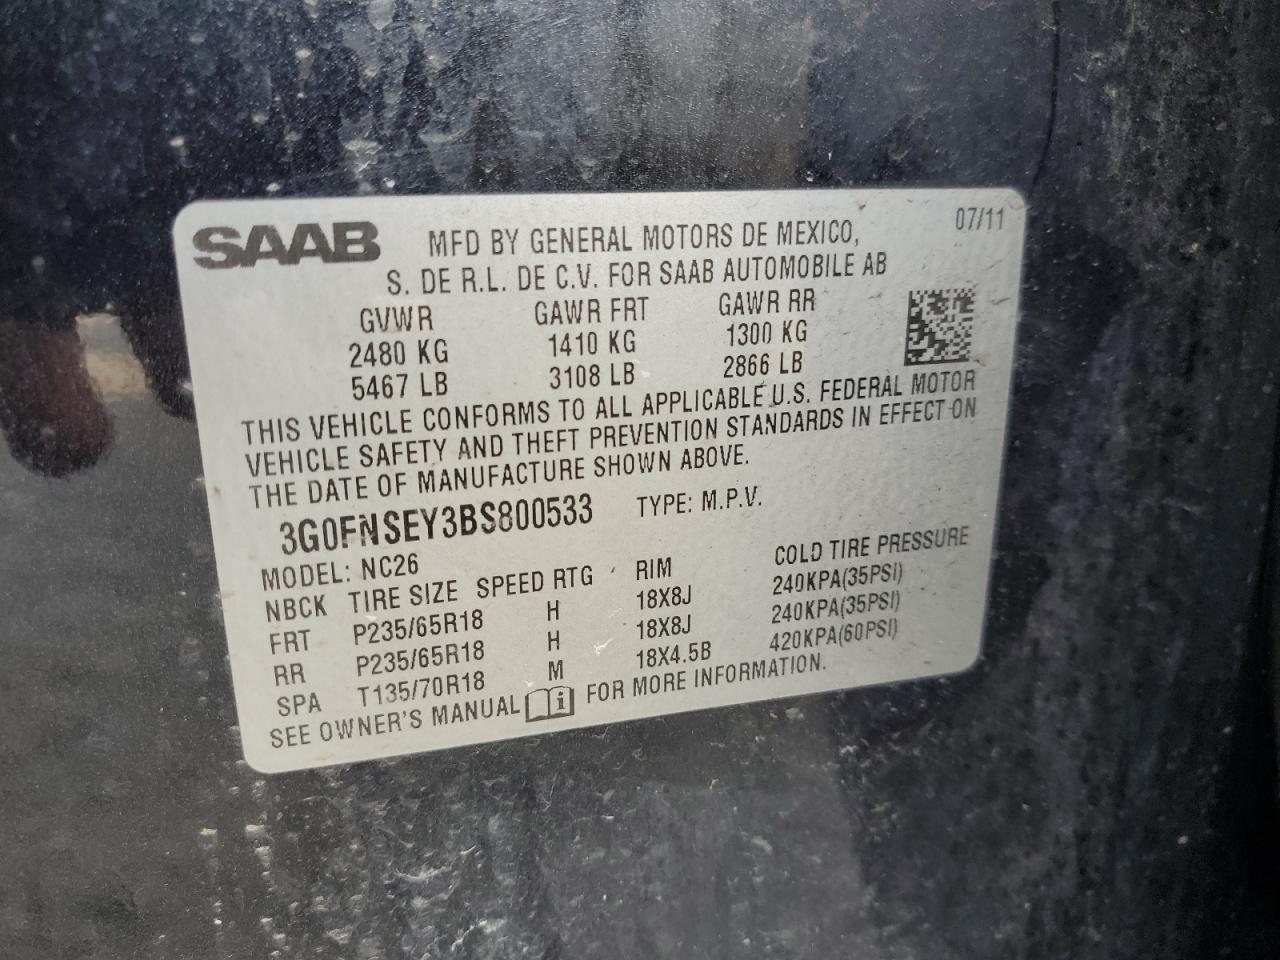 SAAB MFD BY GENERAL MOTORS DE MEXICO, 07/11
S. DE R.L. DE C.V. FOR SAAB AUTOMOBILE AB
GVWR GAWR FRT GAWR RR
2480 KG 1410 KG 1300 KG
5467 LB 3108 LB 2866 LB
THIS VEHICLE CONFORMS TO ALL APPLICABLE U.S. FEDERAL MOTOR
VEHICLE SAFETY AND THEFT PREVENTION STANDARDS IN EFFECT ON
THE DATE OF MANUFACTURE SHOWN ABOVE.
3G0FNSEY3BS800533 TYPE: M.P.V.
MODEL: NC26
NBCK TIRE SIZE SPEED RTG RIM COLD TIRE PRESSURE
FRT P235/65R18 H 18X8J 240KPA(35PSI)
RR P235/65R18 H 18X8J 240KPA(35PSI)
SPA T135/70R18 M 18X4.5B 420KPA(60PSI)
SEE OWNER'S MANUAL i FOR MORE INFORMATION.